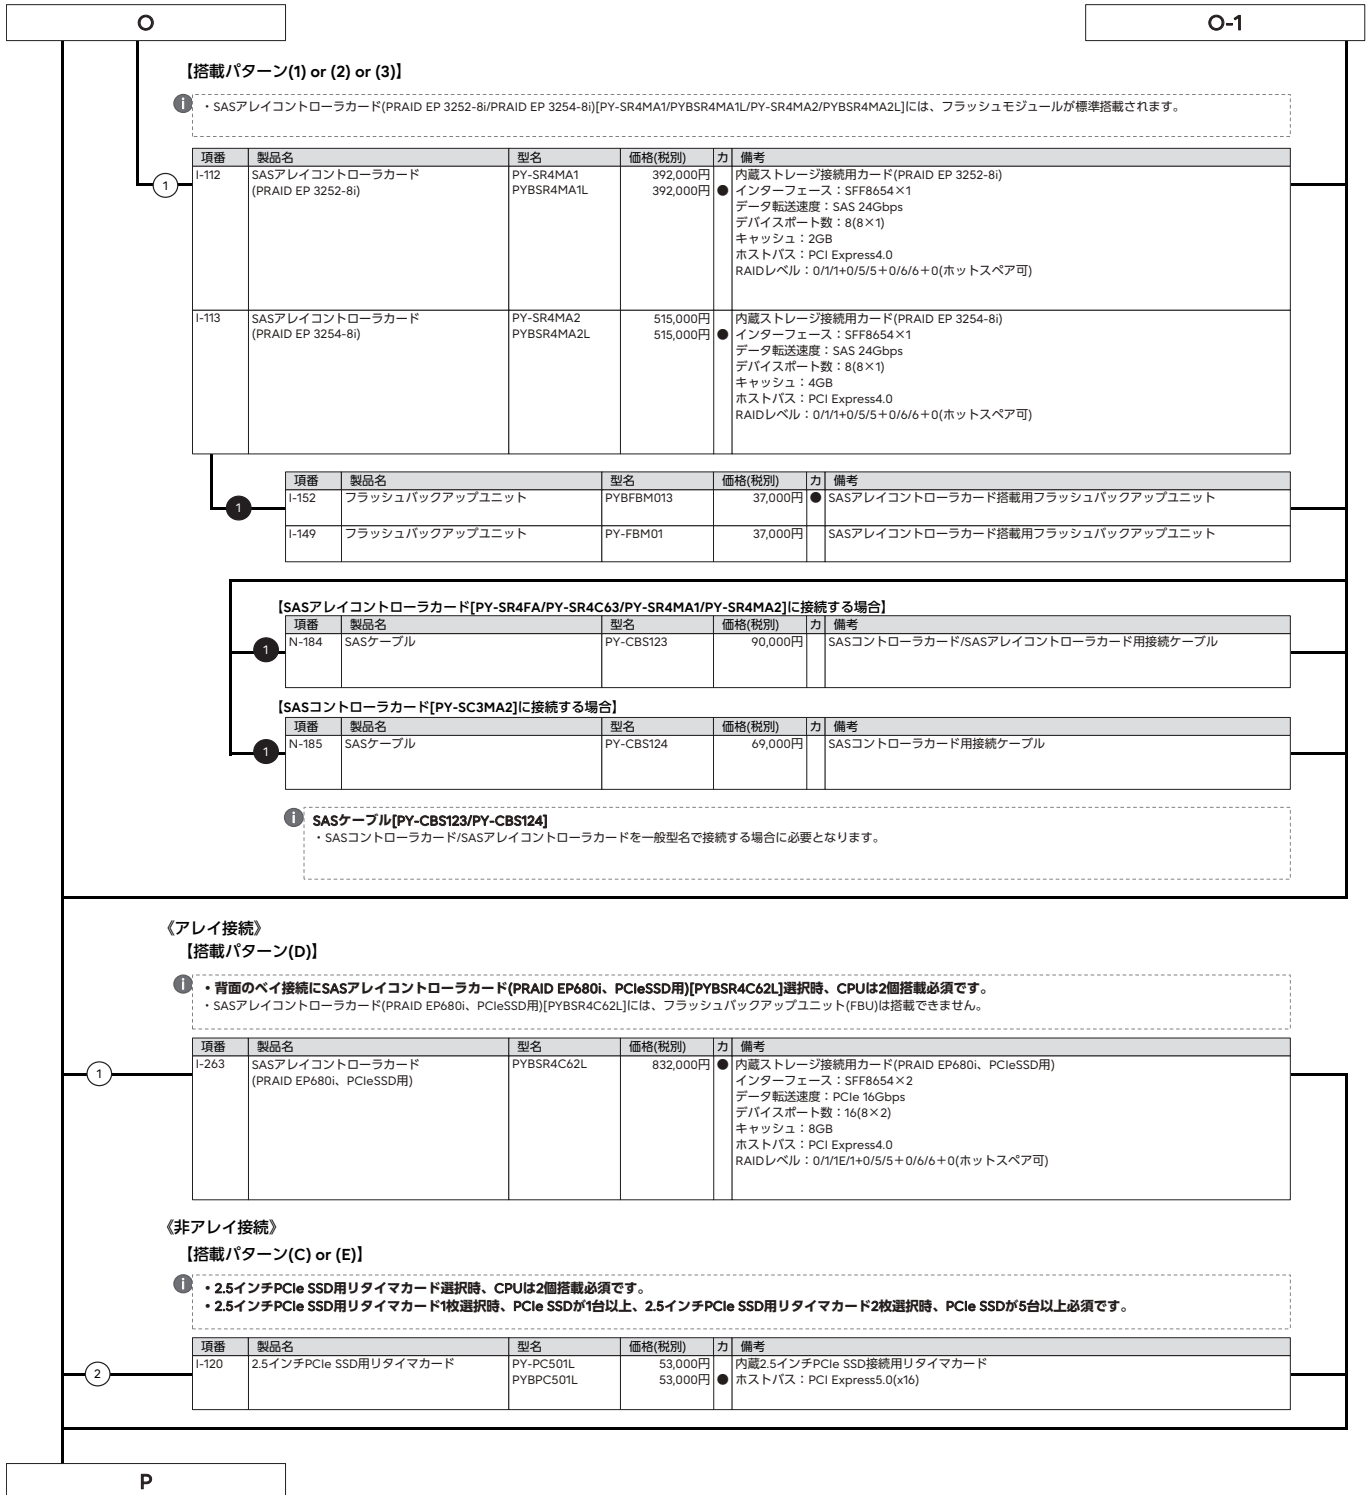 O
O-1
【搭載パターン(1) or (2) or (3)】
・SASアレイコントローラカード(PRAID EP 3252-8i/PRAID EP 3254-8i)[PY-SR4MA1/PYBSR4MA1L/PY-SR4MA2/PYBSR4MA2L]には、フラッシュモジュールが標準搭載されます。
項番 製品名 型名 価格(税別) カ 備考
1 I-112 SASアレイコントローラカード PY-SR4MA1 392,000円 内蔵ストレージ接続用カード(PRAID EP 3252-8i)
(PRAID EP 3252-8i) PYBSR4MA1L 392,000円 ● インターフェース：SFF8654×1
データ転送速度：SAS 24Gbps
デバイスポート数：8(8×1)
キャッシュ：2GB
ホストバス：PCI Express4.0
RAIDレベル：0/1/1+0/5/5＋0/6/6＋0(ホットスペア可)
I-113 SASアレイコントローラカード PY-SR4MA2 515,000円 内蔵ストレージ接続用カード(PRAID EP 3254-8i)
(PRAID EP 3254-8i) PYBSR4MA2L 515,000円 ● インターフェース：SFF8654×1
データ転送速度：SAS 24Gbps
デバイスポート数：8(8×1)
キャッシュ：4GB
ホストバス：PCI Express4.0
RAIDレベル：0/1/1+0/5/5＋0/6/6＋0(ホットスペア可)
項番 製品名 型名 価格(税別) カ 備考
1 I-152 フラッシュバックアップユニット PYBFBM013 37,000円 ● SASアレイコントローラカード搭載用フラッシュバックアップユニット
I-149 フラッシュバックアップユニット PY-FBM01 37,000円 SASアレイコントローラカード搭載用フラッシュバックアップユニット
【SASアレイコントローラカード[PY-SR4FA/PY-SR4C63/PY-SR4MA1/PY-SR4MA2]に接続する場合】
項番 製品名 型名 価格(税別) カ 備考
1 N-184 SASケーブル PY-CBS123 90,000円 SASコントローラカード/SASアレイコントローラカード用接続ケーブル
【SASコントローラカード[PY-SC3MA2]に接続する場合】
項番 製品名 型名 価格(税別) カ 備考
1 N-185 SASケーブル PY-CBS124 69,000円 SASコントローラカード用接続ケーブル
SASケーブル[PY-CBS123/PY-CBS124]
・SASコントローラカード/SASアレイコントローラカードを一般型名で接続する場合に必要となります。
《アレイ接続》
【搭載パターン(D)】
・背面のベイ接続にSASアレイコントローラカード(PRAID EP680i、PCIeSSD用)[PYBSR4C62L]選択時、CPUは2個搭載必須です。
・SASアレイコントローラカード(PRAID EP680i、PCIeSSD用)[PYBSR4C62L]には、フラッシュバックアップユニット(FBU)は搭載できません。
項番 製品名 型名 価格(税別) カ 備考
1 I-263 SASアレイコントローラカード PYBSR4C62L 832,000円 ● 内蔵ストレージ接続用カード(PRAID EP680i、PCIeSSD用)
(PRAID EP680i、PCIeSSD用) インターフェース：SFF8654×2
データ転送速度：PCIe 16Gbps
デバイスポート数：16(8×2)
キャッシュ：8GB
ホストバス：PCI Express4.0
RAIDレベル：0/1/1E/1+0/5/5＋0/6/6＋0(ホットスペア可)
《非アレイ接続》
【搭載パターン(C) or (E)】
・2.5インチPCIe SSD用リタイマカード選択時、CPUは2個搭載必須です。
・2.5インチPCIe SSD用リタイマカード1枚選択時、PCIe SSDが1台以上、2.5インチPCIe SSD用リタイマカード2枚選択時、PCIe SSDが5台以上必須です。
項番 製品名 型名 価格(税別) カ 備考
2 I-120 2.5インチPCIe SSD用リタイマカード PY-PC501L 53,000円 内蔵2.5インチPCIe SSD接続用リタイマカード
PYBPC501L 53,000円 ● ホストバス：PCI Express5.0(x16)
P